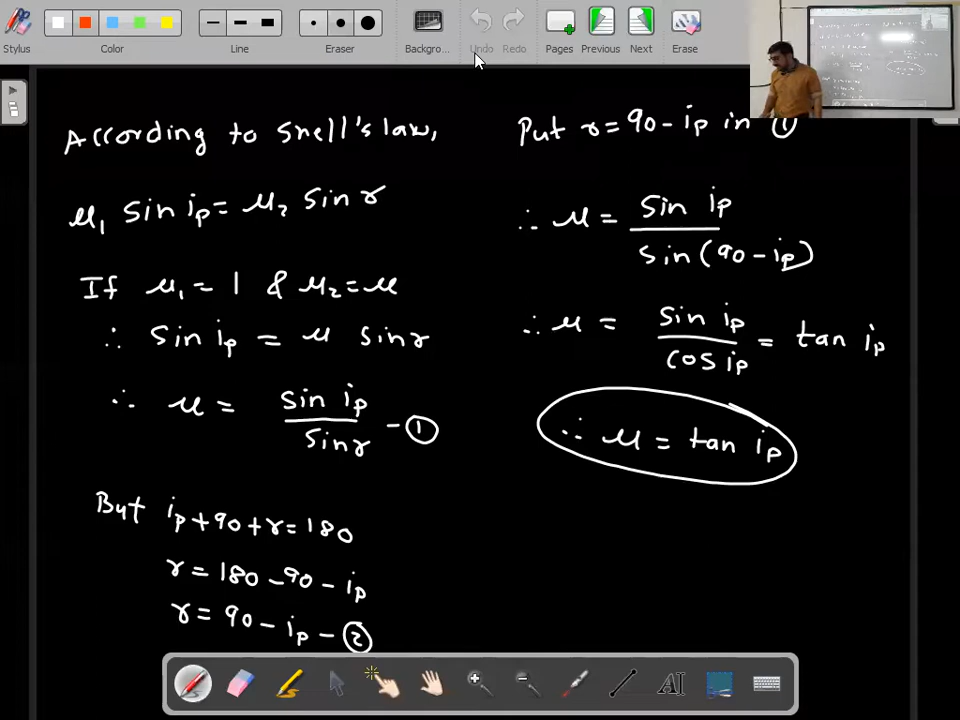 Stylus
Color
Line
Eraser
Backgro...
Undo
Redo
Pages
Previous
Next
Erase
According to snell's law,
μ₁ sin iₚ = μ₂ sin r
If μ₁ = 1 & μ₂ = μ
∴ sin iₚ = μ sin r
∴ μ = sin iₚ / sin r - ①
But iₚ + 90 + r = 180
r = 180 - 90 - iₚ
r = 90 - iₚ - ②
Put r = 90 - iₚ in ①
∴ μ = sin iₚ / sin (90 - iₚ)
∴ μ = sin iₚ / cos iₚ = tan iₚ
∴ μ = tan iₚ